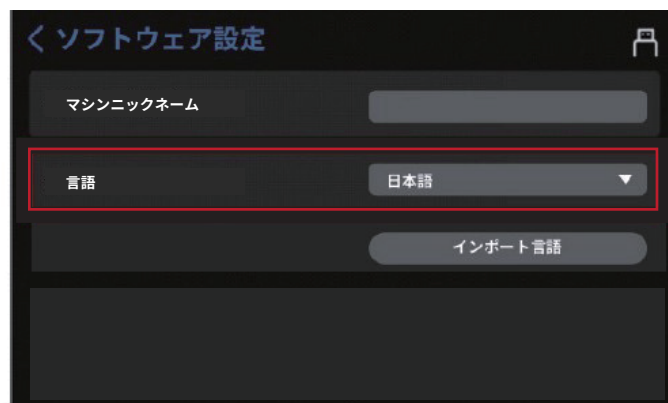 ソフトウェア設定
マシンニックネーム
言語
日本語
インポート言語